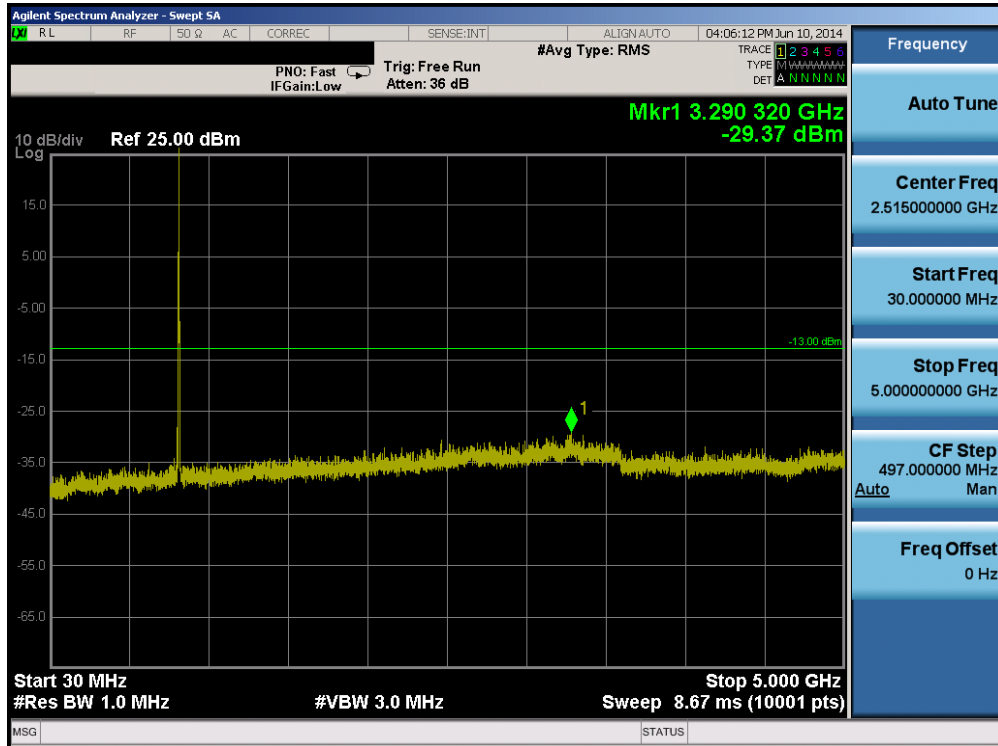 Agilent Spectrum Analyzer - Swept SA
LXI RL RF 50 Ω AC CORREC SENSE:INT ALIGN AUTO 04:06:12 PM Jun 10, 2014
#Avg Type: RMS
TRACE 1 2 3 4 5 6
PNO: Fast Trig: Free Run
TYPE M WWWWW
IFGain:Low Atten: 36 dB
DET A N N N N N
Mkr1 3.290 320 GHz
-29.37 dBm
10 dB/div Ref 25.00 dBm
Log
15.0
5.00
-5.00
-13.00 dBm
-15.0
1
-25.0
-35.0
-45.0
-55.0
-65.0
Start 30 MHz Stop 5.000 GHz
#Res BW 1.0 MHz #VBW 3.0 MHz Sweep 8.67 ms (10001 pts)
MSG STATUS
Frequency
Auto Tune
Center Freq
2.515000000 GHz
Start Freq
30.000000 MHz
Stop Freq
5.000000000 GHz
CF Step
497.000000 MHz
Auto Man
Freq Offset
0 Hz